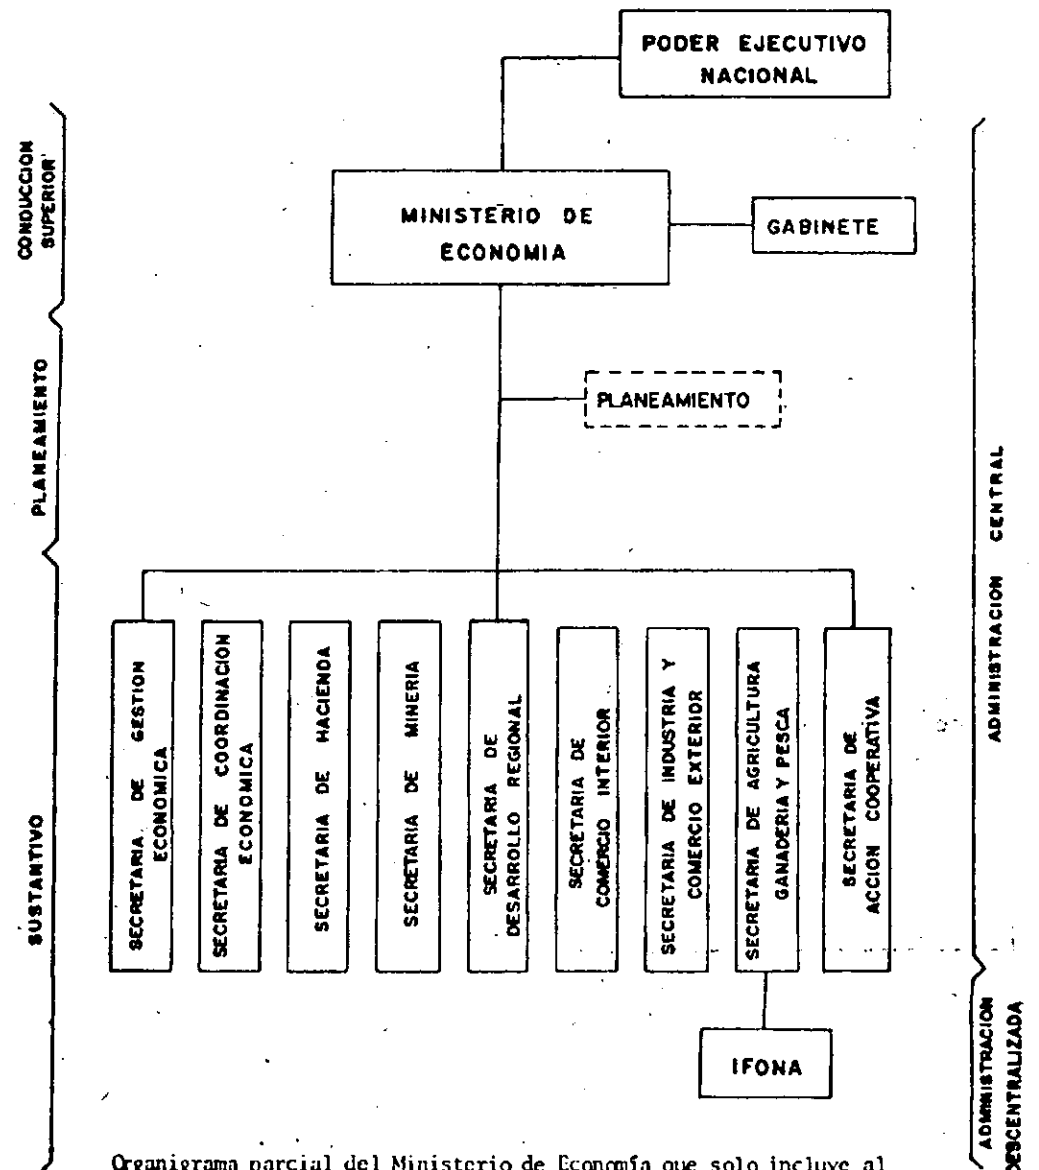 PODER EJECUTIVO
NACIONAL
CONDUCCION
SUPERIOR
MINISTERIO DE
ECONOMIA
GABINETE
PLANEAMIENTO
PLANEAMIENTO
ADMINISTRACION CENTRAL
SUSTANTIVO
SECRETARIA DE GESTION
ECONOMICA
SECRETARIA DE COORDINACION
ECONOMICA
SECRETARIA DE HACIENDA
SECRETARIA DE MINERIA
SECRETARIA DE
DESARROLLO REGIONAL
SECRETARIA DE
COMERCIO INTERIOR
SECRETARIA DE INDUSTRIA Y
COMERCIO EXTERIOR
SECRETARIA DE AGRICULTURA
GANADERIA Y PESCA
SECRETARIA DE
ACCION COOPERATIVA
IFONA
ADMINISTRACION
DESCENTRALIZADA
Organigrama parcial del Ministerio de Economía que solo incluye al